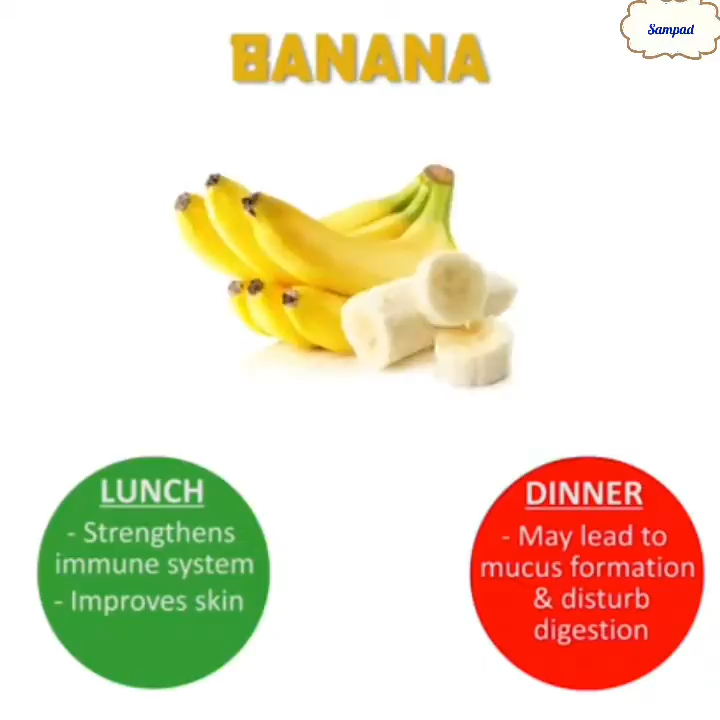 Sampad
BANANA
LUNCH
- Strengthens
immune system
- Improves skin
DINNER
- May lead to
mucus formation
& disturb
digestion